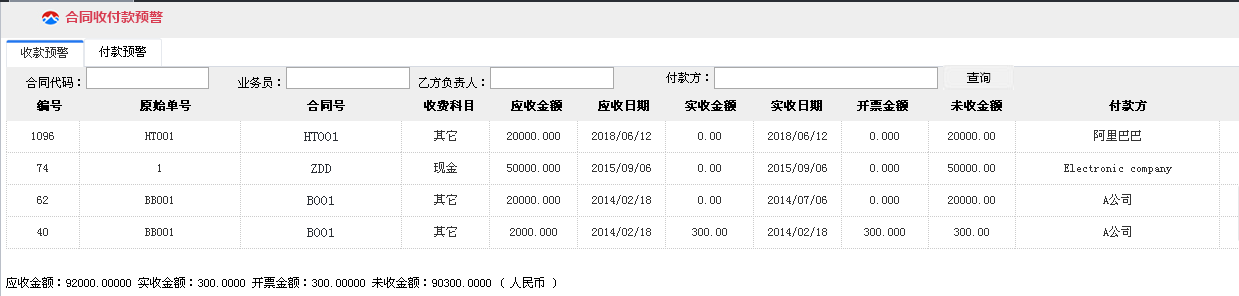 合同收付款预警
收款预警 付款预警
合同代码： 业务员： 乙方负责人： 付款方： 查询
编号 原始单号 合同号 收费科目 应收金额 应收日期 实收金额 实收日期 开票金额 未收金额 付款方
1096 HT001 HT001 其它 20000.000 2018/06/12 0.00 2018/06/12 0.000 20000.00 阿里巴巴
74 1 ZDD 现金 50000.000 2015/09/06 0.00 2015/09/06 0.000 50000.00 Electronic company
62 BB001 B001 其它 20000.000 2014/02/18 0.00 2014/07/06 0.000 20000.00 A公司
40 BB001 B001 其它 2000.000 2014/02/18 300.00 2014/02/18 300.000 300.00 A公司
应收金额：92000.00000 实收金额：300.0000 开票金额：300.00000 未收金额：90300.0000 ( 人民币 )